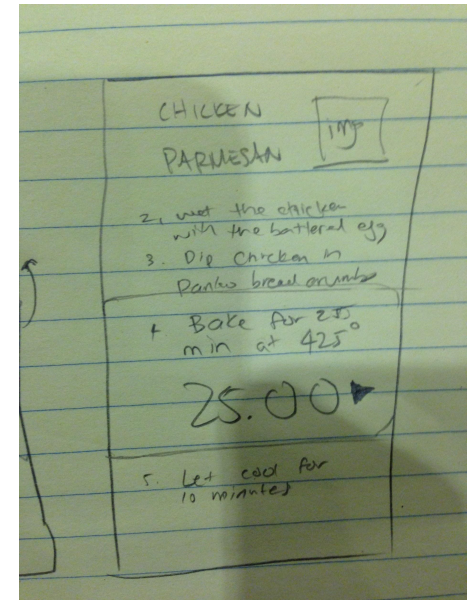 CHICKEN
img
PARMESAN
2. wet the chicken
with the battered egg
3. Dip Chicken in
Panko bread crumbs
4 Bake for 25
min at 425°
25.00
5. Let cool for
10 minutes